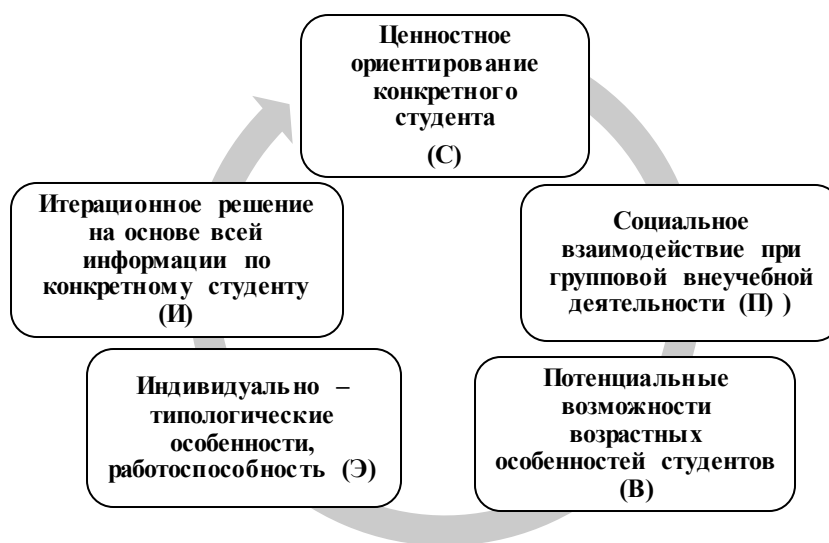 Ценностное
ориентирование
конкретного
студента
(С)
Социальное
взаимодействие при
групповой внеучебной
деятельности (П) )
Потенциальные
возможности
возрастных
особенностей студентов
(В)
Индивидуально –
типологические
особенности,
работоспособность (Э)
Итерационное решение
на основе всей
информации по
конкретному студенту
(И)